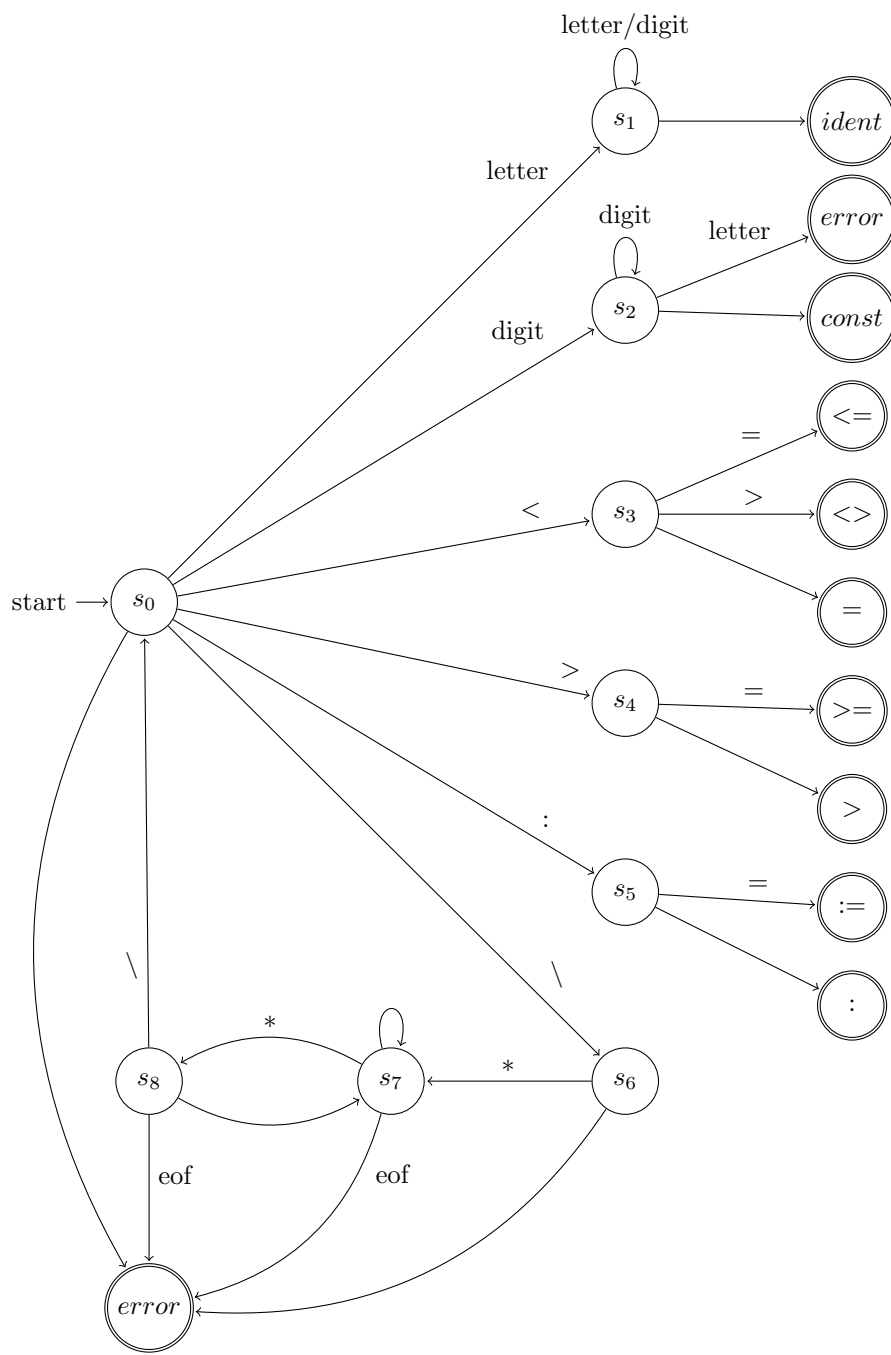 letter/digit
s1
ident
letter
error
digit
letter
s2
const
digit
<=
=
s3
<>
<
>
start
s0
=
>
s4
=
>=
>
:
s5
=
:=
\
\
:
*
s8
s7
*
s6
eof
eof
error